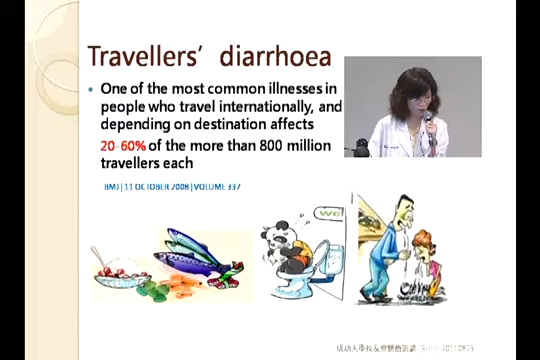 Travellers' diarrhoea
• One of the most common illnesses in
people who travel internationally, and
depending on destination affects
20-60% of the more than 800 million
travellers each
BMJ | 11 OCTOBER 2008 | VOLUME 337